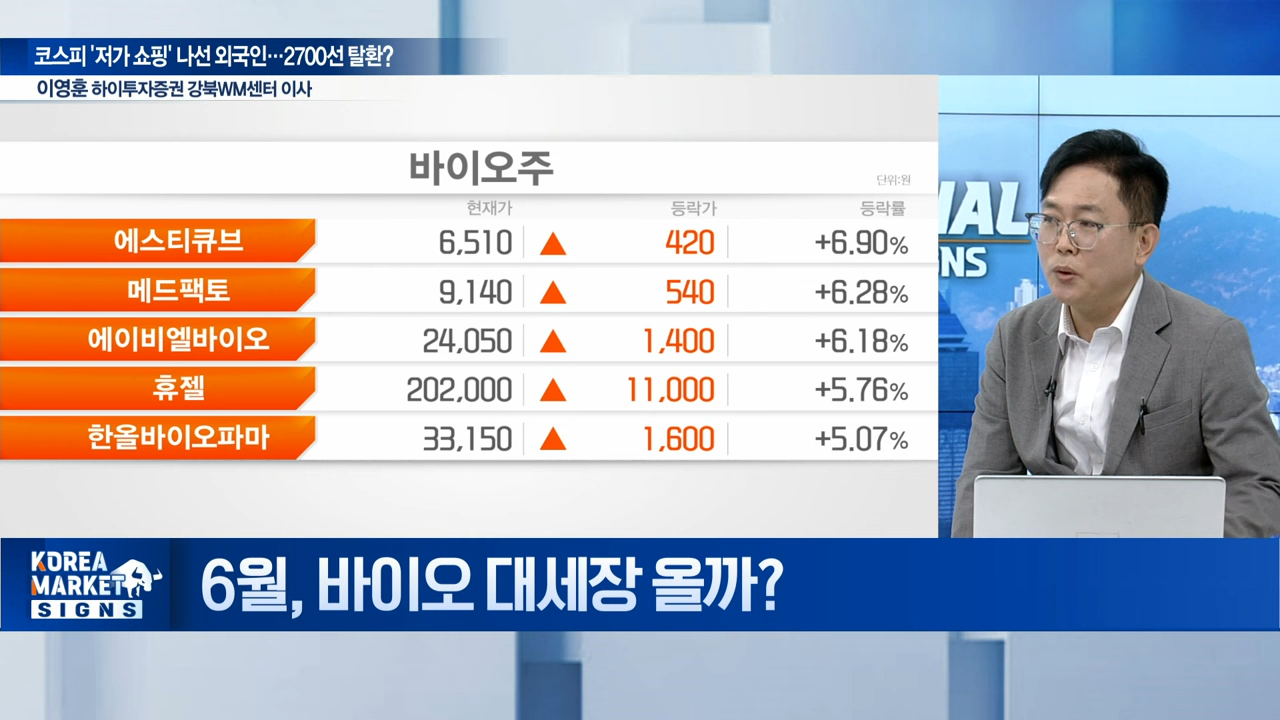 코스피 '저가 쇼핑' 나선 외국인…2700선 탈환?
이영훈 하이투자증권 강북WM센터 이사
바이오주
단위:원
현재가 등락가 등락률
에스티큐브 6,510 ▲ 420 +6.90%
메드팩토 9,140 ▲ 540 +6.28%
에이비엘바이오 24,050 ▲ 1,400 +6.18%
휴젤 202,000 ▲ 11,000 +5.76%
한올바이오파마 33,150 ▲ 1,600 +5.07%
NAL
NS
KOREA
MARKET
SIGNS
6월, 바이오 대세장 올까?